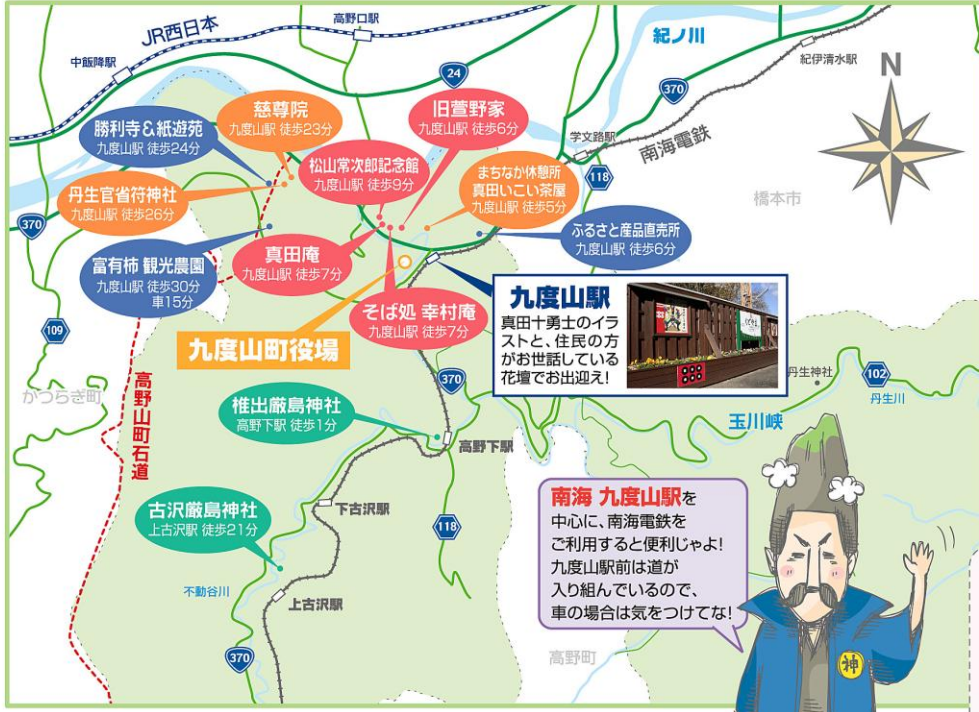 JR西日本
高野口駅
中飯降駅
24
紀ノ川
紀伊清水駅
370
N
学文路駅
南海電鉄
118
橋本市
勝利寺&紙遊苑
九度山駅 徒歩24分
慈尊院
九度山駅 徒歩23分
旧萱野家
九度山駅 徒歩6分
松山常次郎記念館
九度山駅 徒歩9分
まちなか休憩所
真田いこい茶屋
九度山駅 徒歩5分
丹生官省符神社
九度山駅 徒歩26分
370
ふるさと産品直売所
九度山駅 徒歩6分
富有柿 観光農園
九度山駅 徒歩30分
車15分
真田庵
九度山駅 徒歩7分
そば処 幸村庵
九度山駅 徒歩7分
九度山町役場
九度山駅
真田十勇士のイラ
ストと、住民の方
がお世話している
花壇でお出迎え!
109
かつらぎ町
高野山町石道
370
丹生神社
102
丹生川
玉川峡
椎出厳島神社
高野下駅 徒歩1分
高野下駅
下古沢駅
118
古沢厳島神社
上古沢駅 徒歩21分
不動谷川
上古沢駅
370
高野町
南海 九度山駅を
中心に、南海電鉄を
ご利用すると便利じゃよ!
九度山駅前は道が
入り組んでいるので、
車の場合は気をつけてな!
神